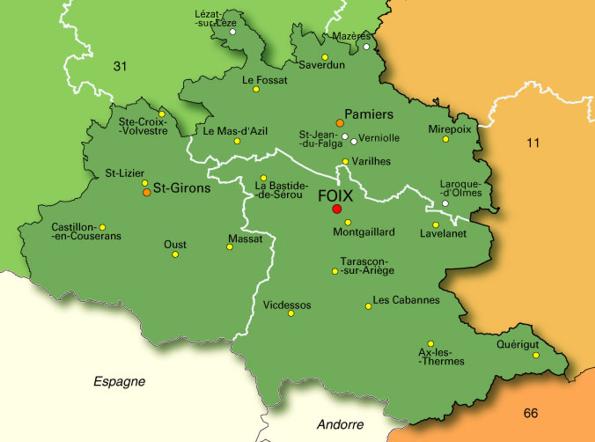 Lézat-
-sur-Lèze
Mazères
Saverdun
31
Le Fossat
Pamiers
Ste-Croix-
-Volvestre
Le Mas-d'Azil
St-Jean-
-du-Falga
Verniolle
Mirepoix
11
Varilhes
St-Lizier
St-Girons
La Bastide-
-de-Sérou
FOIX
Laroque-
-d'Olmes
Castillon-
-en-Couserans
Montgaillard
Lavelanet
Oust
Massat
Tarascon-
-sur-Ariège
Vicdessos
Les Cabannes
Quérigut
Ax-les-
-Thermes
Espagne
Andorre
66